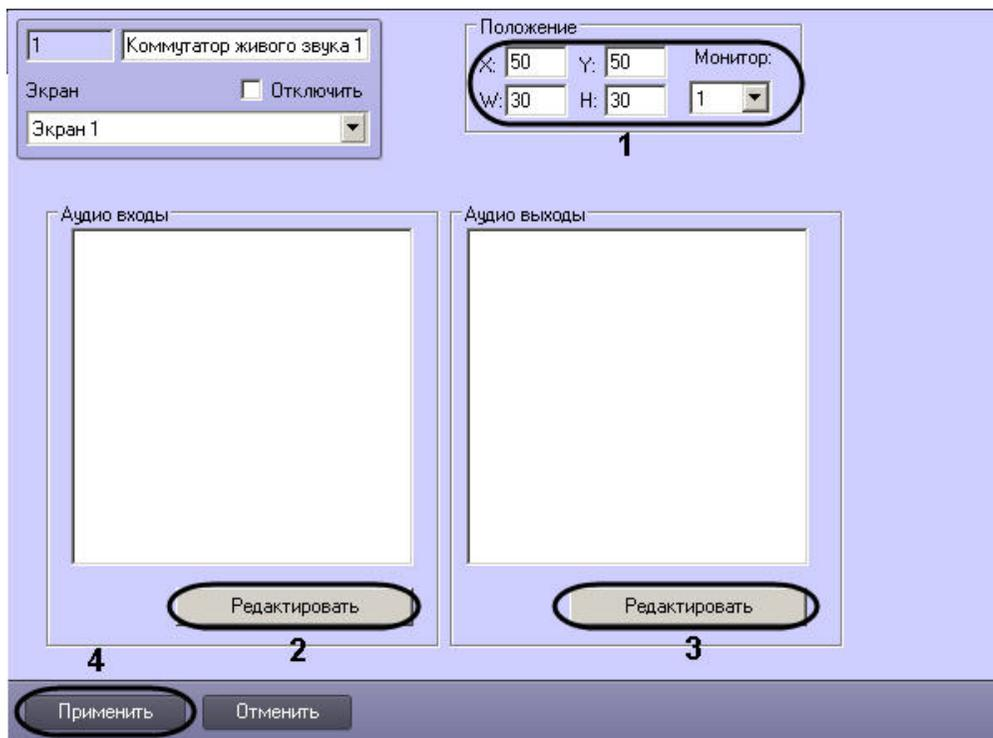 1 Коммутатор живого звука 1
Экран Отключить
Экран 1
Положение
X: 50 Y: 50 Монитор:
W: 30 H: 30 1
1
Аудио входы
Аудио выходы
Редактировать
Редактировать
2
3
4
Применить Отменить